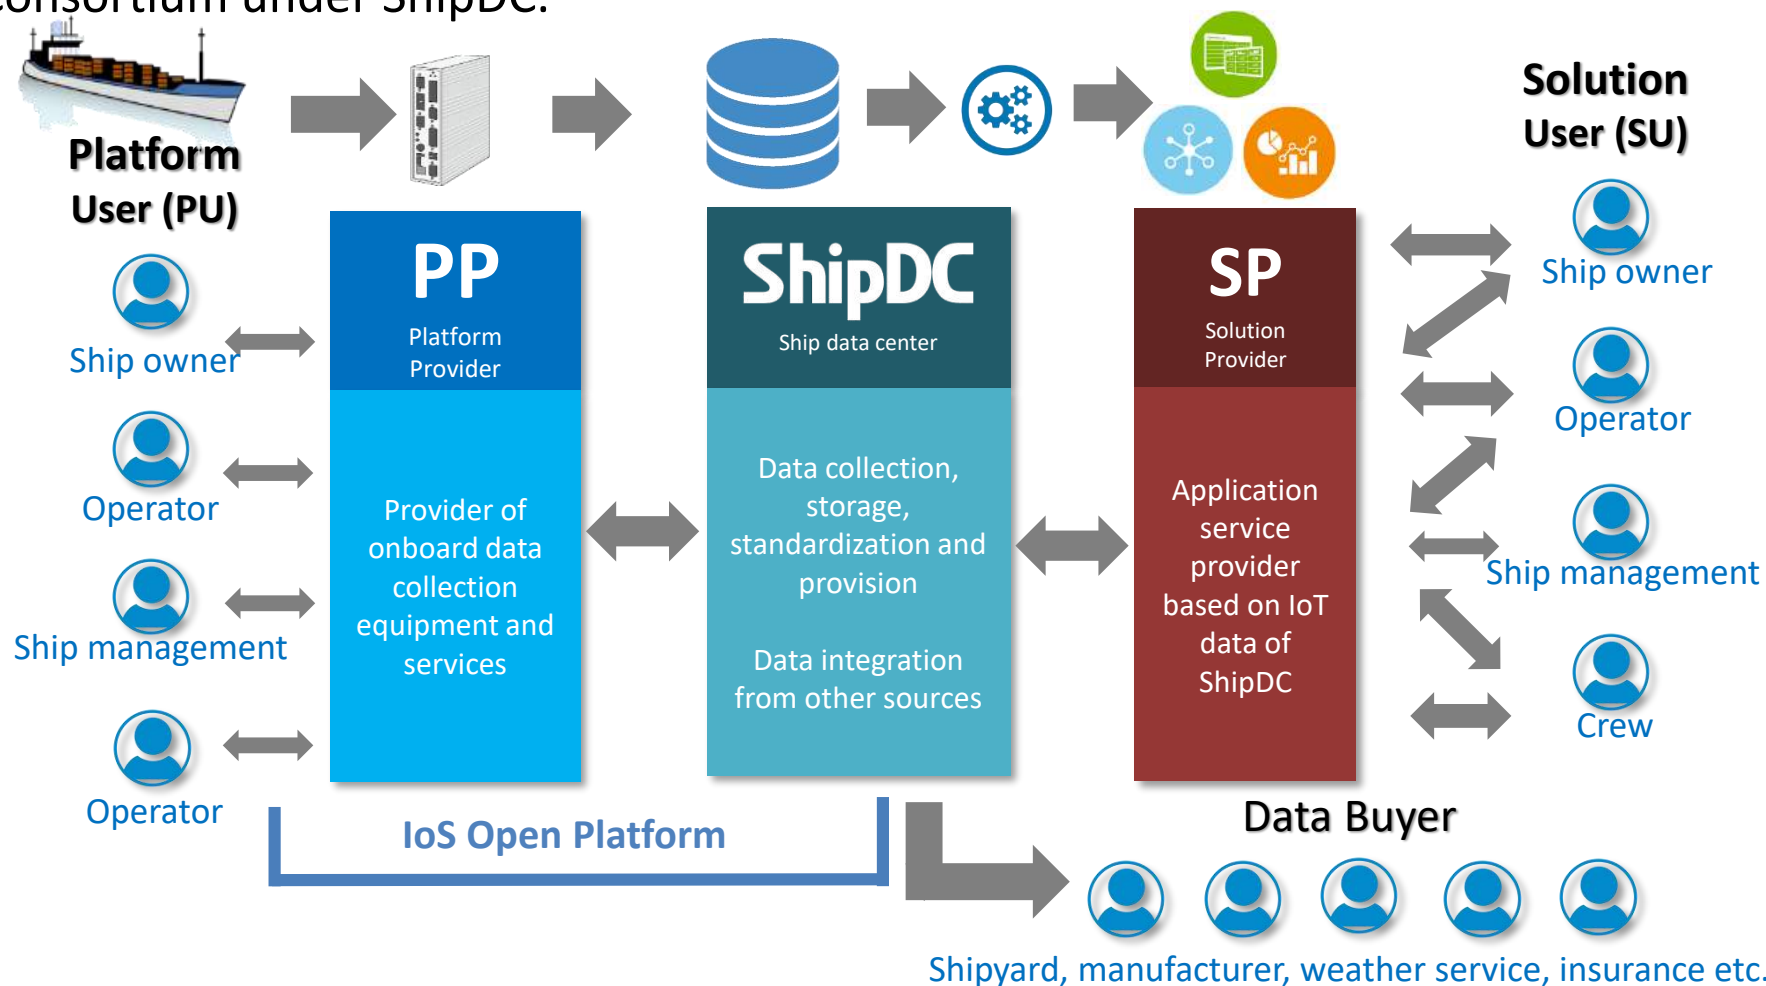 consortium under ShipDC.
Platform
User (PU)
Ship owner
Operator
Ship management
Operator
PP
Platform
Provider
Provider of
onboard data
collection
equipment and
services
ShipDC
Ship data center
Data collection,
storage,
standardization and
provision
Data integration
from other sources
SP
Solution
Provider
Application
service
provider
based on IoT
data of
ShipDC
Solution
User (SU)
Ship owner
Operator
Ship management
Crew
IoS Open Platform
Data Buyer
Shipyard, manufacturer, weather service, insurance etc.